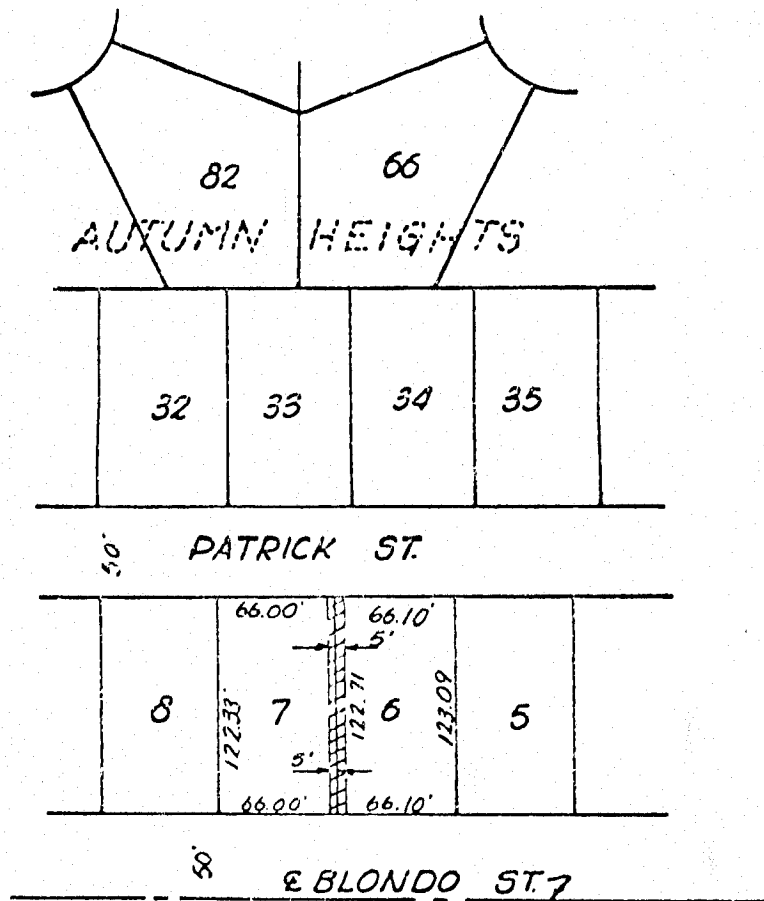 82 66
AUTUMN HEIGHTS
32 33 34 35
50' PATRICK ST.
66.00' 66.10'
5'
8 122.33' 7 122.71 6 123.09 5
5'
66.00' 66.10'
50'
℄ BLONDO ST.